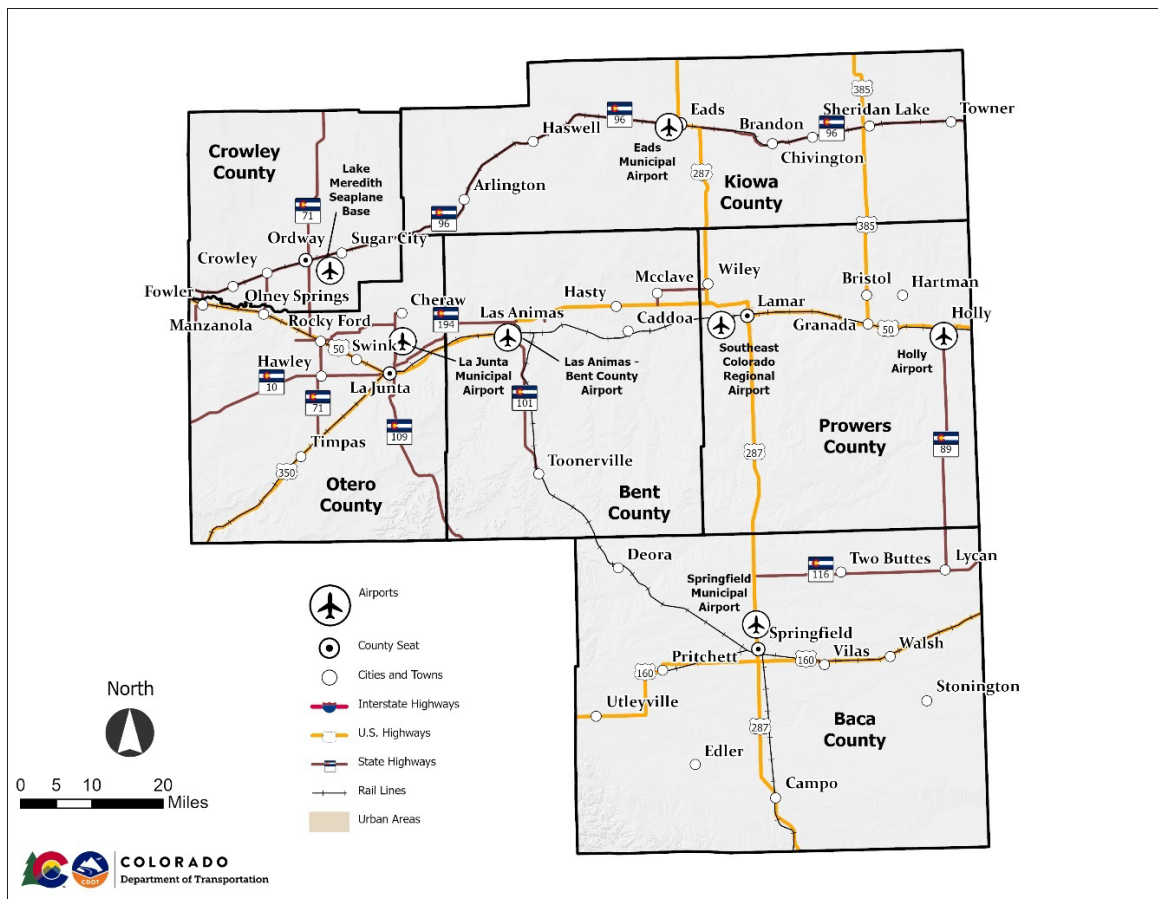 385
Eads
Sheridan Lake
Towner
96
Haswell
Brandon
96
Chivington
Eads
Municipal
Airport
287
Kiowa
County
Crowley
County
Lake
Meredith
Seaplane
Base
Arlington
71
96
385
Ordway
Sugar City
Crowley
Olney Springs
Fowler
Manzanola
Rocky Ford
Cheraw
194
Las Animas
Hasty
Mcclave
Wiley
Caddoa
Lamar
Bristol
Hartman
Granada
50
Holly
Holly
Airport
Southeast
Colorado
Regional
Airport
50
Swink
Hawley
10
La Junta
La Junta
Municipal
Airport
Las Animas -
Bent County
Airport
71
109
101
Timpas
350
Otero
County
Toonerville
Bent
County
287
Prowers
County
89
Deora
Springfield
Municipal
Airport
116
Two Buttes
Lycan
Springfield
Pritchett
160
160
Vilas
Walsh
Utleyville
Stonington
287
Baca
County
Edler
Campo
Airports
County Seat
Cities and Towns
Interstate Highways
U.S. Highways
State Highways
Rail Lines
Urban Areas
North
0 5 10 20
Miles
CDOT
COLORADO
Department of Transportation